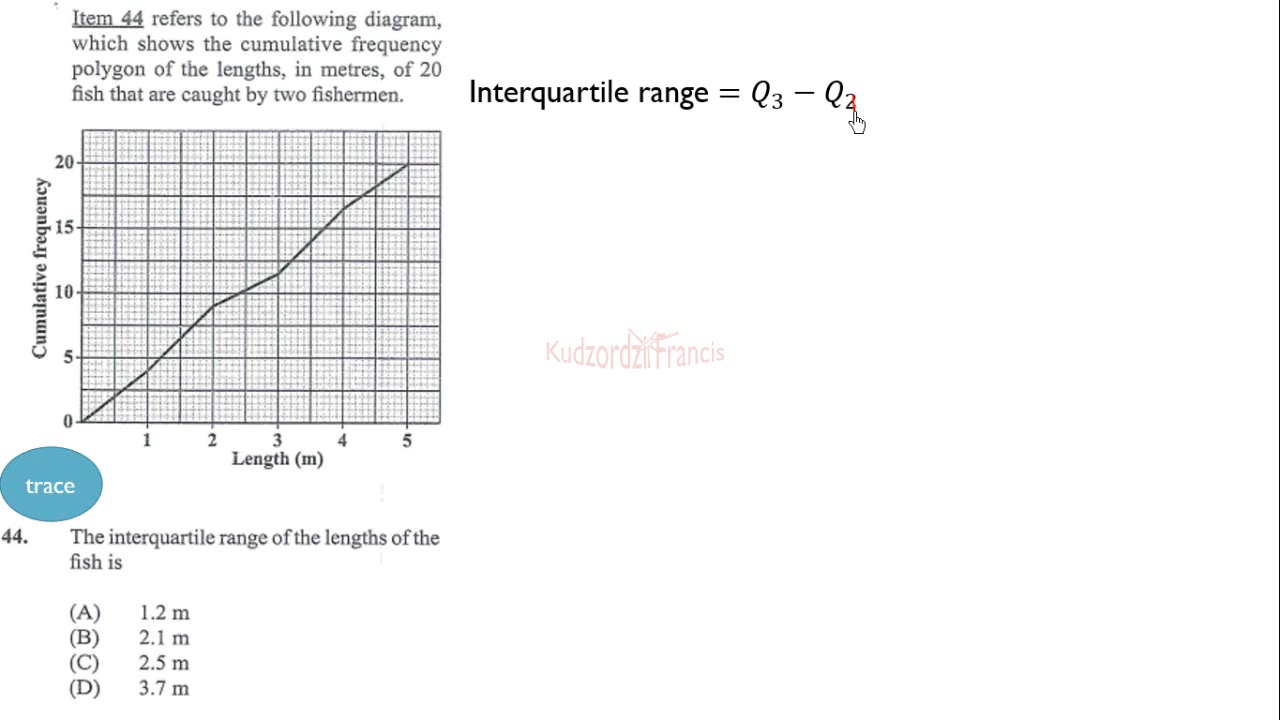 Item 44 refers to the following diagram,
which shows the cumulative frequency
polygon of the lengths, in metres, of 20
fish that are caught by two fishermen.
Interquartile range = Q₃ − Q₂
Cumulative frequency
20
15
10
5
0
1 2 3 4 5
Length (m)
KudzordziFrancis
trace
44. The interquartile range of the lengths of the
fish is
(A) 1.2 m
(B) 2.1 m
(C) 2.5 m
(D) 3.7 m